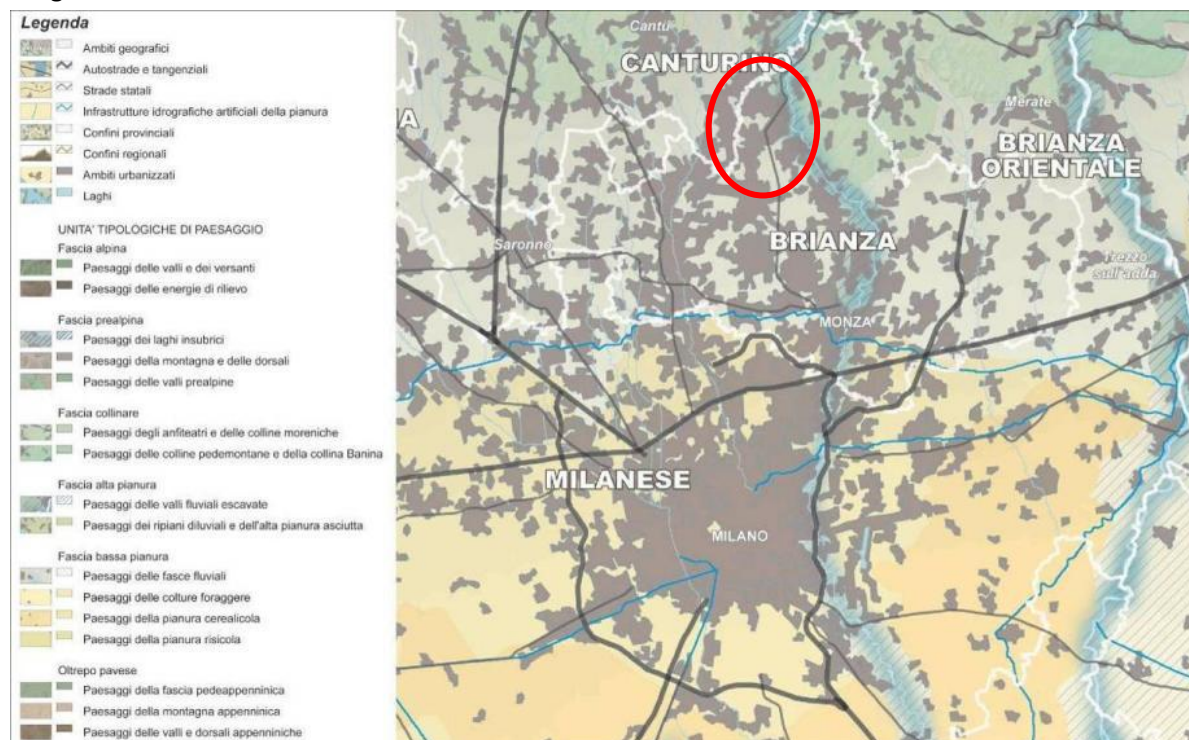 Legenda
Ambiti geografici
Autostrade e tangenziali
Strade statali
Infrastrutture idrografiche artificiali della pianura
Confini provinciali
Confini regionali
Ambiti urbanizzati
Laghi
UNITA' TIPOLOGICHE DI PAESAGGIO
Fascia alpina
Paesaggi delle valli e dei versanti
Paesaggi delle energie di rilievo
Fascia prealpina
Paesaggi dei laghi insubrici
Paesaggi della montagna e delle dorsali
Paesaggi delle valli prealpine
Fascia collinare
Paesaggi degli anfiteatri e delle colline moreniche
Paesaggi delle colline pedemontane e della collina Banina
Fascia alta pianura
Paesaggi delle valli fluviali escavate
Paesaggi dei ripiani diluviali e dell'alta pianura asciutta
Fascia bassa pianura
Paesaggi delle fasce fluviali
Paesaggi delle colture foraggere
Paesaggi della pianura cerealicola
Paesaggi della pianura risicola
Oltrepo pavese
Paesaggi della fascia pedeappenninica
Paesaggi della montagna appenninica
Paesaggi delle valli e dorsali appenniniche
Cantù
CANTURINO
A
Merate
BRIANZA
ORIENTALE
Saronno
BRIANZA
Trezzo
sull'adda
MONZA
MILANESE
MILANO